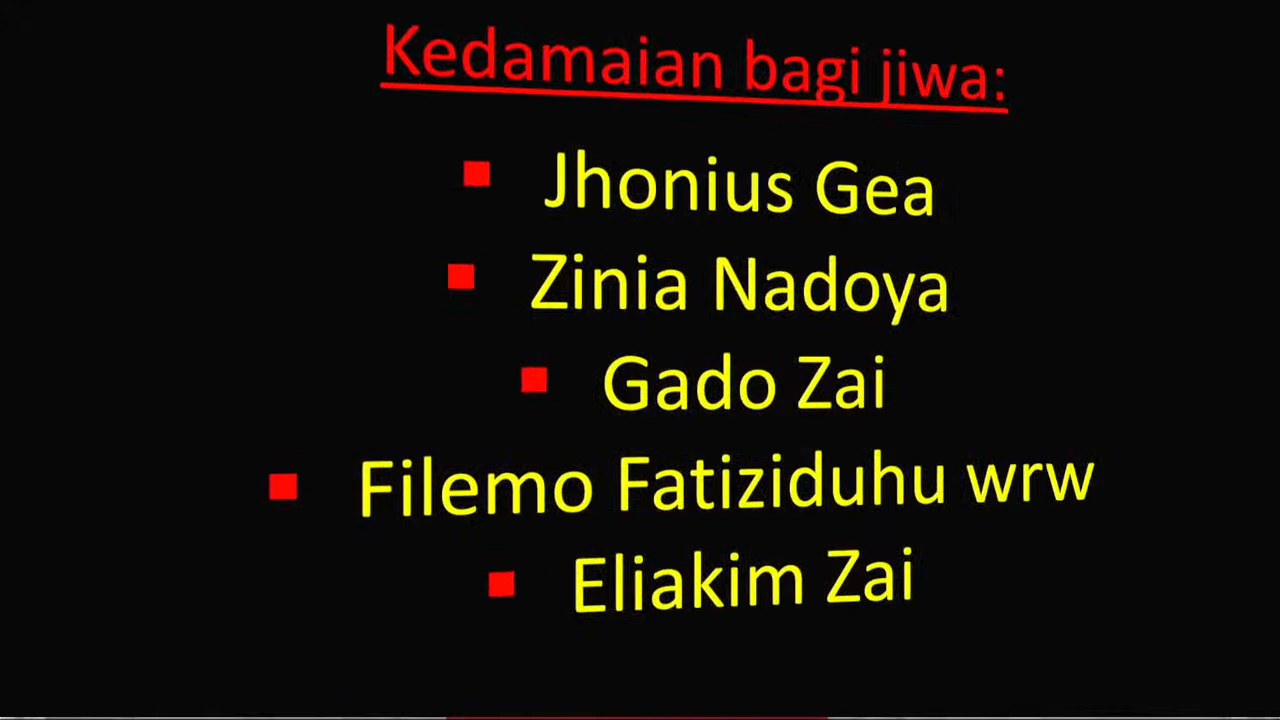 Kedamaian bagi jiwa:
▪ Jhonius Gea
▪ Zinia Nadoya
▪ Gado Zai
▪ Filemo Fatiziduhu wrw
▪ Eliakim Zai